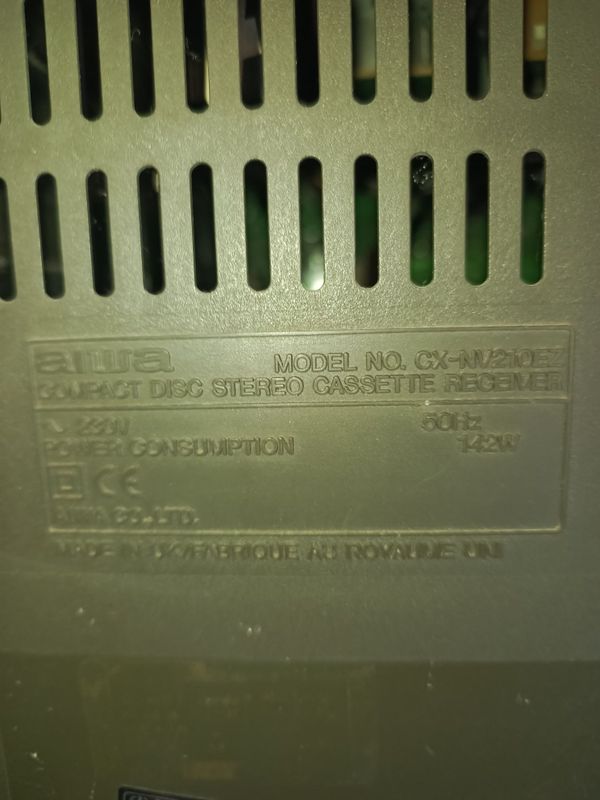 aiwa MODEL NO. CX-NV210EZ
COMPACT DISC STEREO CASSETTE RECEIVER
~ 230V 50Hz
POWER CONSUMPTION 142W
CE
AIWA CO., LTD.
MADE IN UK/FABRIQUE AU ROYAUME UNI